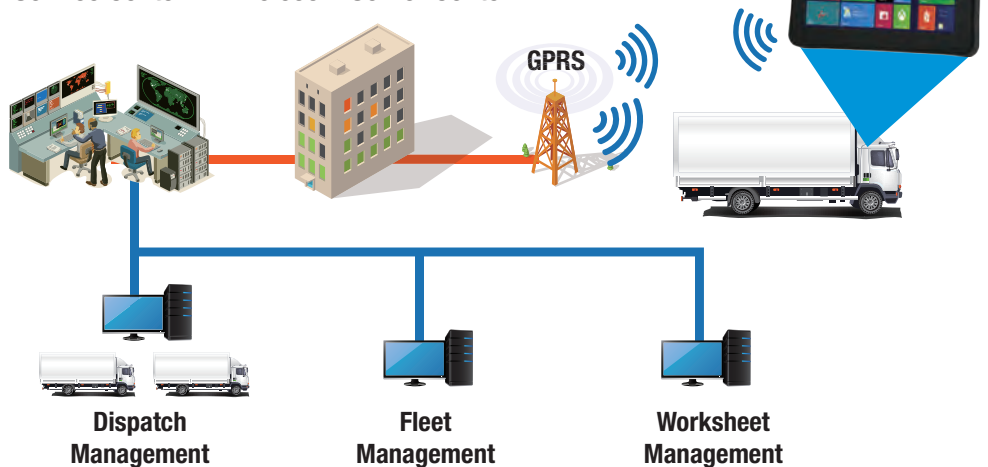 GPRS
Dispatch
Management
Fleet
Management
Worksheet
Management